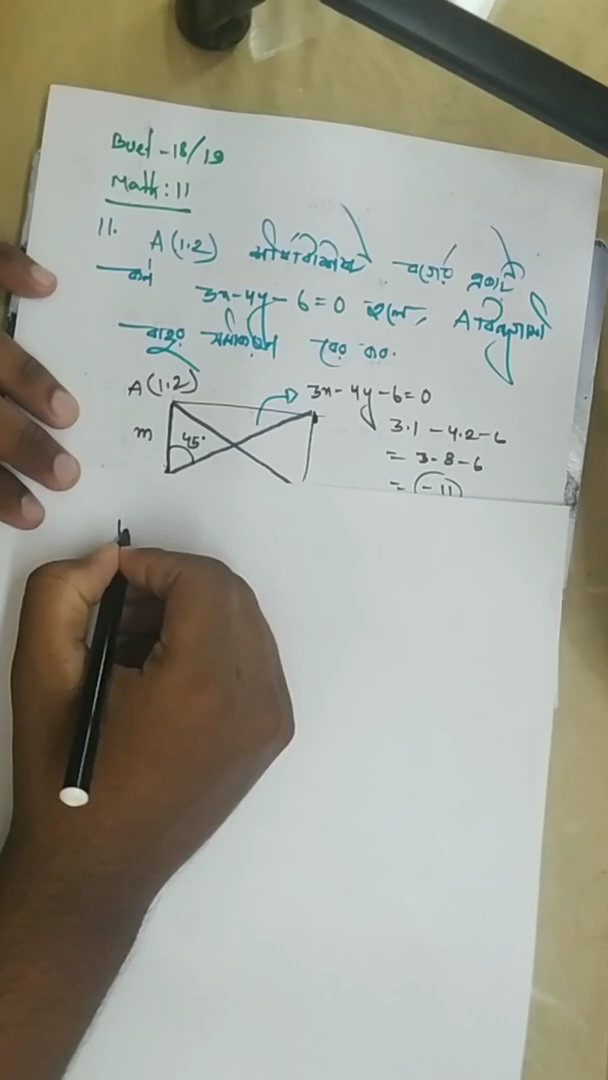 Buet - 18/19
Math: 11
11. A(1.2) শীর্ষবিশিষ্ট বর্গের একটি
কর্ণ 3x-4y-6=0 হলে, A বিন্দুগামী
বাহুর সমীকরণ বের কর.
A(1.2)
3x-4y-6=0
m
45°
3.1-4.2-6
= 3-8-6
= -11